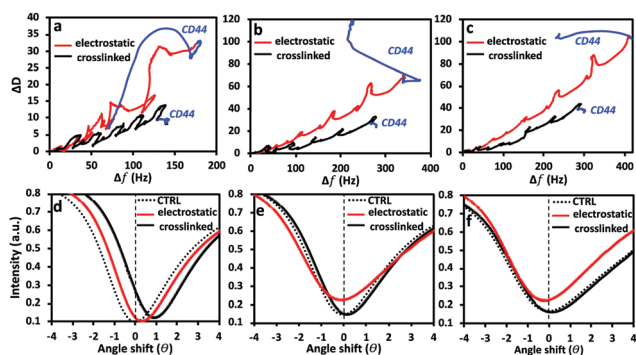 a
electrostatic
crosslinked
CD44
CD44
40
35
30
25
20
15
10
5
0
ΔD
0 50 100 150 200
Δf (Hz)
b
electrostatic
crosslinked
CD44
CD44
120
100
80
60
40
20
0
0 100 200 300 400
Δf (Hz)
c
electrostatic
crosslinked
CD44
CD44
120
100
80
60
40
20
0
0 100 200 300 400
Δf (Hz)
d
CTRL
electrostatic
crosslinked
0.8
0.7
0.6
0.5
0.4
0.3
0.2
0.1
Intensity (a.u.)
-4 -3 -2 -1 0 1 2 3 4
Angle shift (θ)
e
CTRL
electrostatic
crosslinked
0.8
0.7
0.6
0.5
0.4
0.3
0.2
0.1
-4 -3 -2 -1 0 1 2 3 4
Angle shift (θ)
f
CTRL
electrostatic
crosslinked
0.8
0.7
0.6
0.5
0.4
0.3
0.2
0.1
-4 -3 -2 -1 0 1 2 3 4
Angle shift (θ)